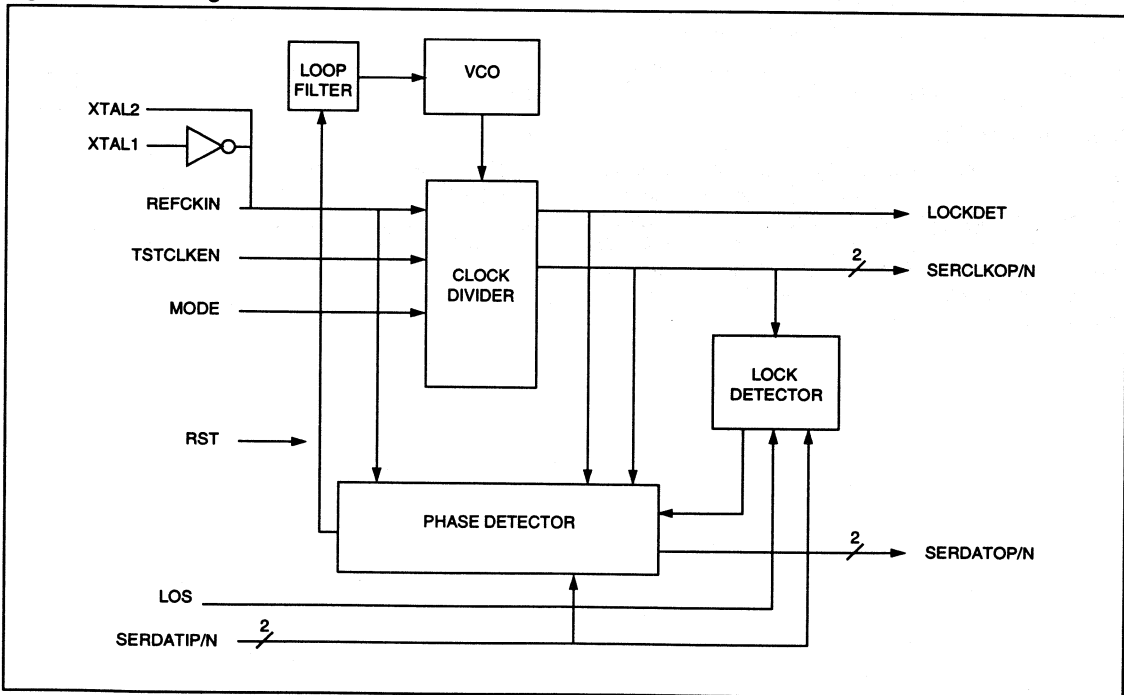 LOOP
FILTER
VCO
XTAL2
XTAL1
REFCKIN
TSTCLKEN
MODE
CLOCK
DIVIDER
LOCKDET
2
SERCLKOP/N
LOCK
DETECTOR
RST
PHASE DETECTOR
2
SERDATOP/N
LOS
SERDATIP/N
2